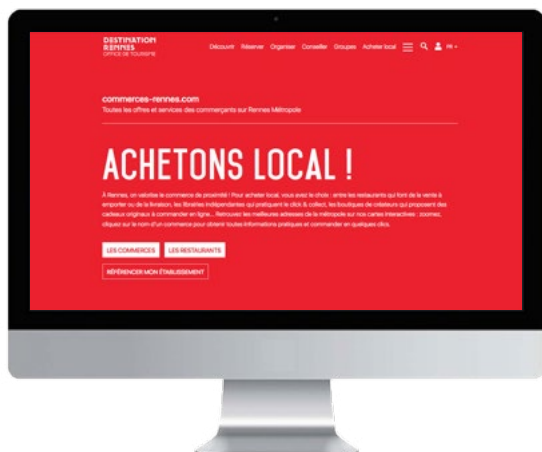 DESTINATION
RENNES
OFFICE DE TOURISME
Découvrir Réserver Organiser Conseiller Groupes Acheter local FR
commerces-rennes.com
Toutes les offres et services des commerçants sur Rennes Métropole
ACHETONS LOCAL !
À Rennes, on valorise le commerce de proximité ! Pour acheter local, vous avez le choix : entre les restaurants qui font de la vente à
emporter ou de la livraison, les librairies indépendantes qui pratiquent le click & collect, les boutiques de créateurs qui proposent des
cadeaux originaux à commander en ligne... Retrouvez les meilleures adresses de la métropole sur nos cartes interactives : zoomez,
cliquez sur le nom d'un commerce pour obtenir toutes informations pratiques et commander en quelques clics.
LES COMMERCES LES RESTAURANTS
RÉFÉRENCER MON ÉTABLISSEMENT